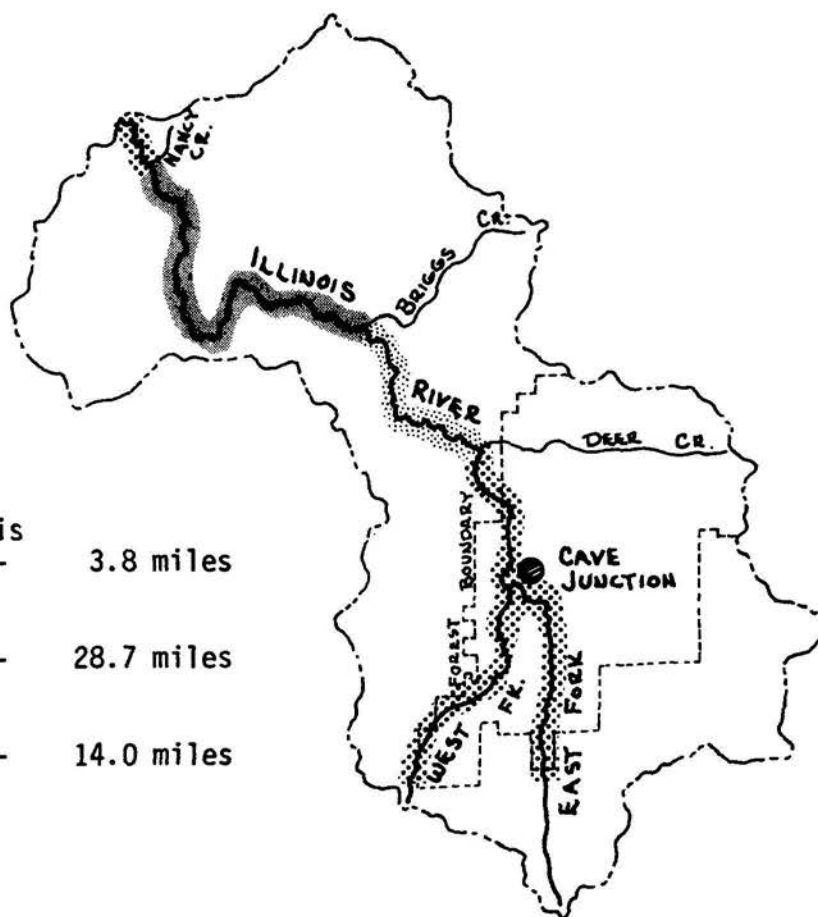 NANCY
CR.
ILLINOIS
BRIGGS CR.
RIVER
DEER CR.
FOREST BOUNDARY
CAVE
JUNCTION
WEST FK.
EAST FORK
is
- 3.8 miles
- 28.7 miles
- 14.0 miles